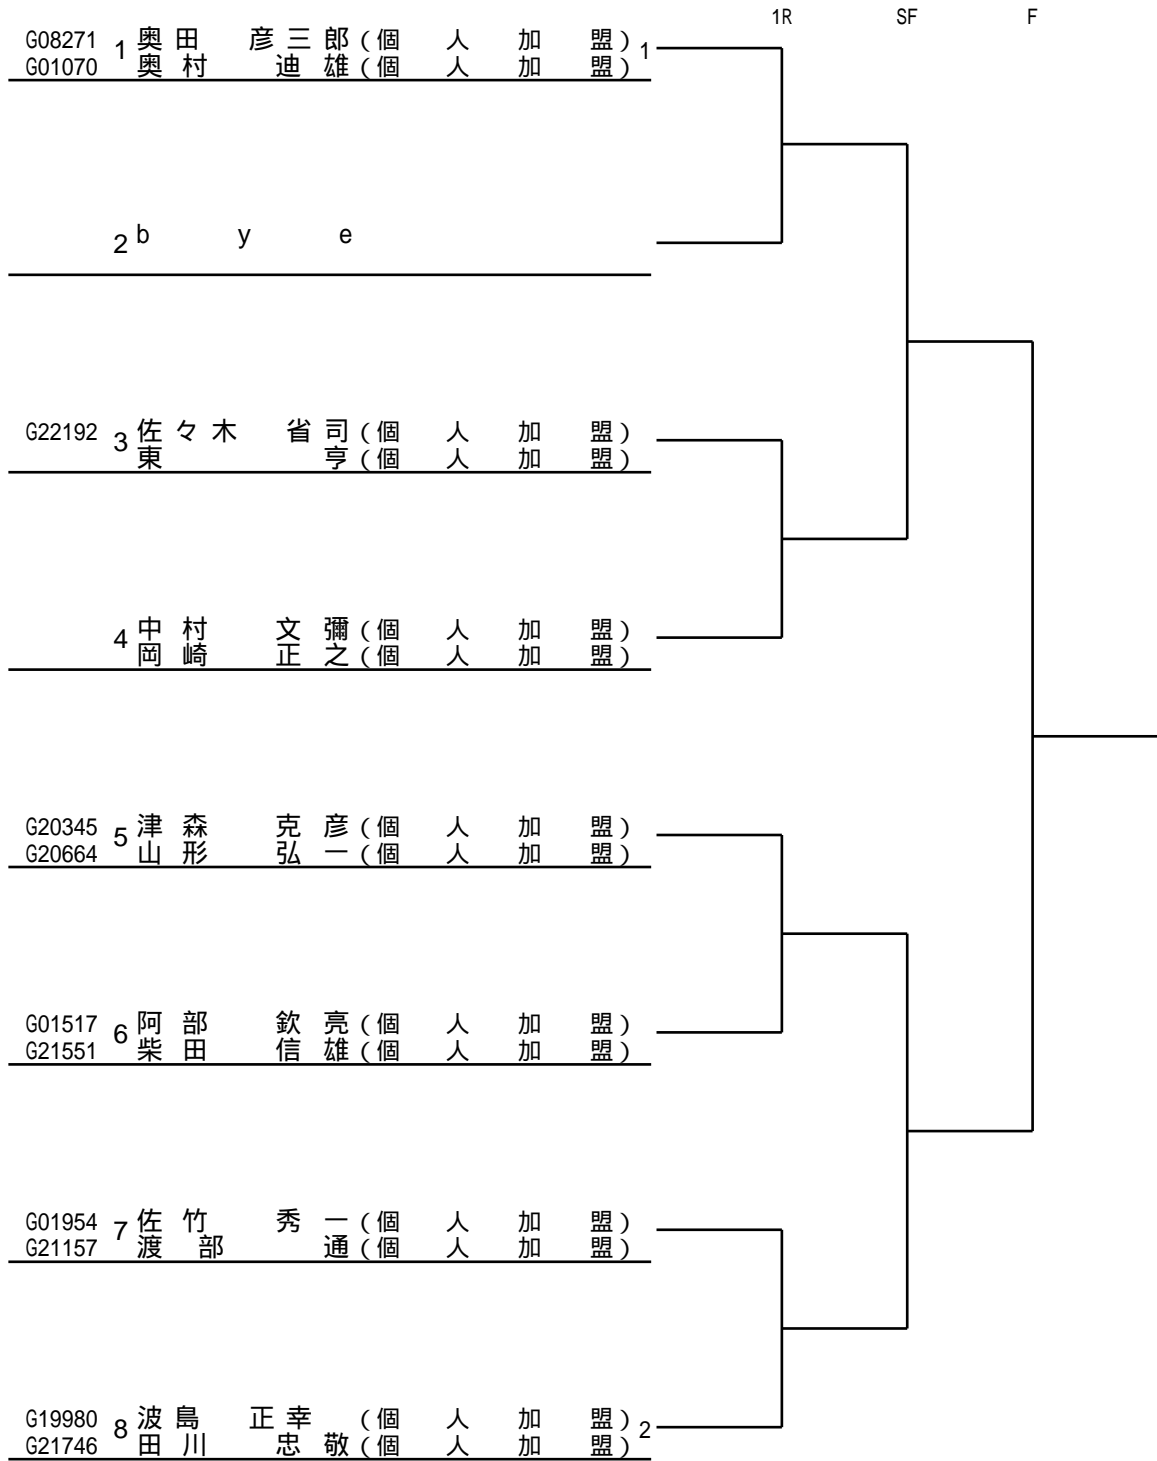 1R SF F
G08271 1 奥田 彦三郎(個人加盟) 1
G01070 奥村 迪雄(個人加盟)
2 bye
G22192 3 佐々木 省司(個人加盟)
東 亨(個人加盟)
4 中村 文彌(個人加盟)
岡崎 正之(個人加盟)
G20345 5 津森 克彦(個人加盟)
G20664 山形 弘一(個人加盟)
G01517 6 阿部 欽亮(個人加盟)
G21551 柴田 信雄(個人加盟)
G01954 7 佐竹 秀一(個人加盟)
G21157 渡部 通(個人加盟)
G19980 8 波島 正幸(個人加盟) 2
G21746 田川 忠敬(個人加盟)